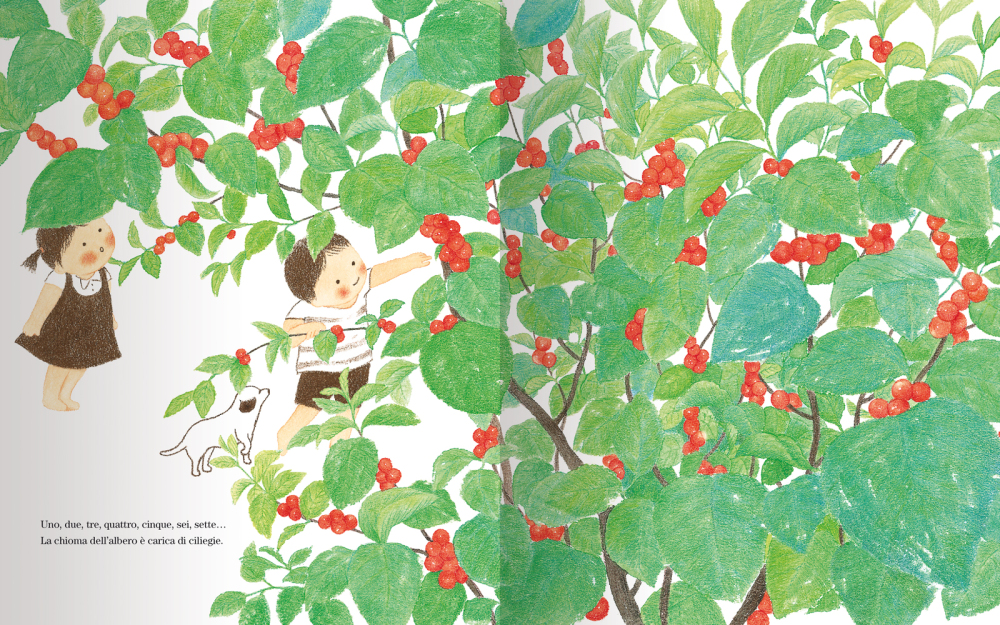 Uno, due, tre, quattro, cinque, sei, sette...
La chioma dell'albero è carica di ciliegie.